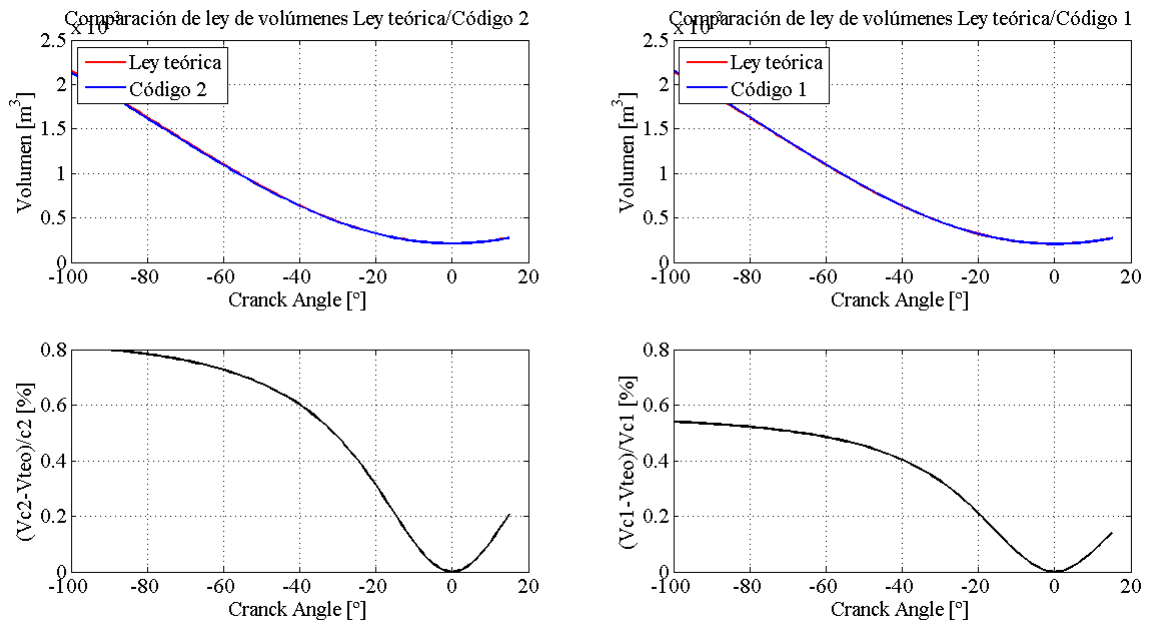 Comparación de ley de volúmenes Ley teórica/Código 2
x 10-3
2.5
2
1.5
1
0.5
0
Volumen [m3]
Ley teórica
Código 2
-100 -80 -60 -40 -20 0 20
Cranck Angle [°]
Comparación de ley de volúmenes Ley teórica/Código 1
x 10-3
2.5
2
1.5
1
0.5
0
Volumen [m3]
Ley teórica
Código 1
-100 -80 -60 -40 -20 0 20
Cranck Angle [°]
0.8
0.6
0.4
0.2
0
(Vc2-Vteo)/c2 [%]
-100 -80 -60 -40 -20 0 20
Cranck Angle [°]
0.8
0.6
0.4
0.2
0
(Vc1-Vteo)/Vc1 [%]
-100 -80 -60 -40 -20 0 20
Cranck Angle [°]